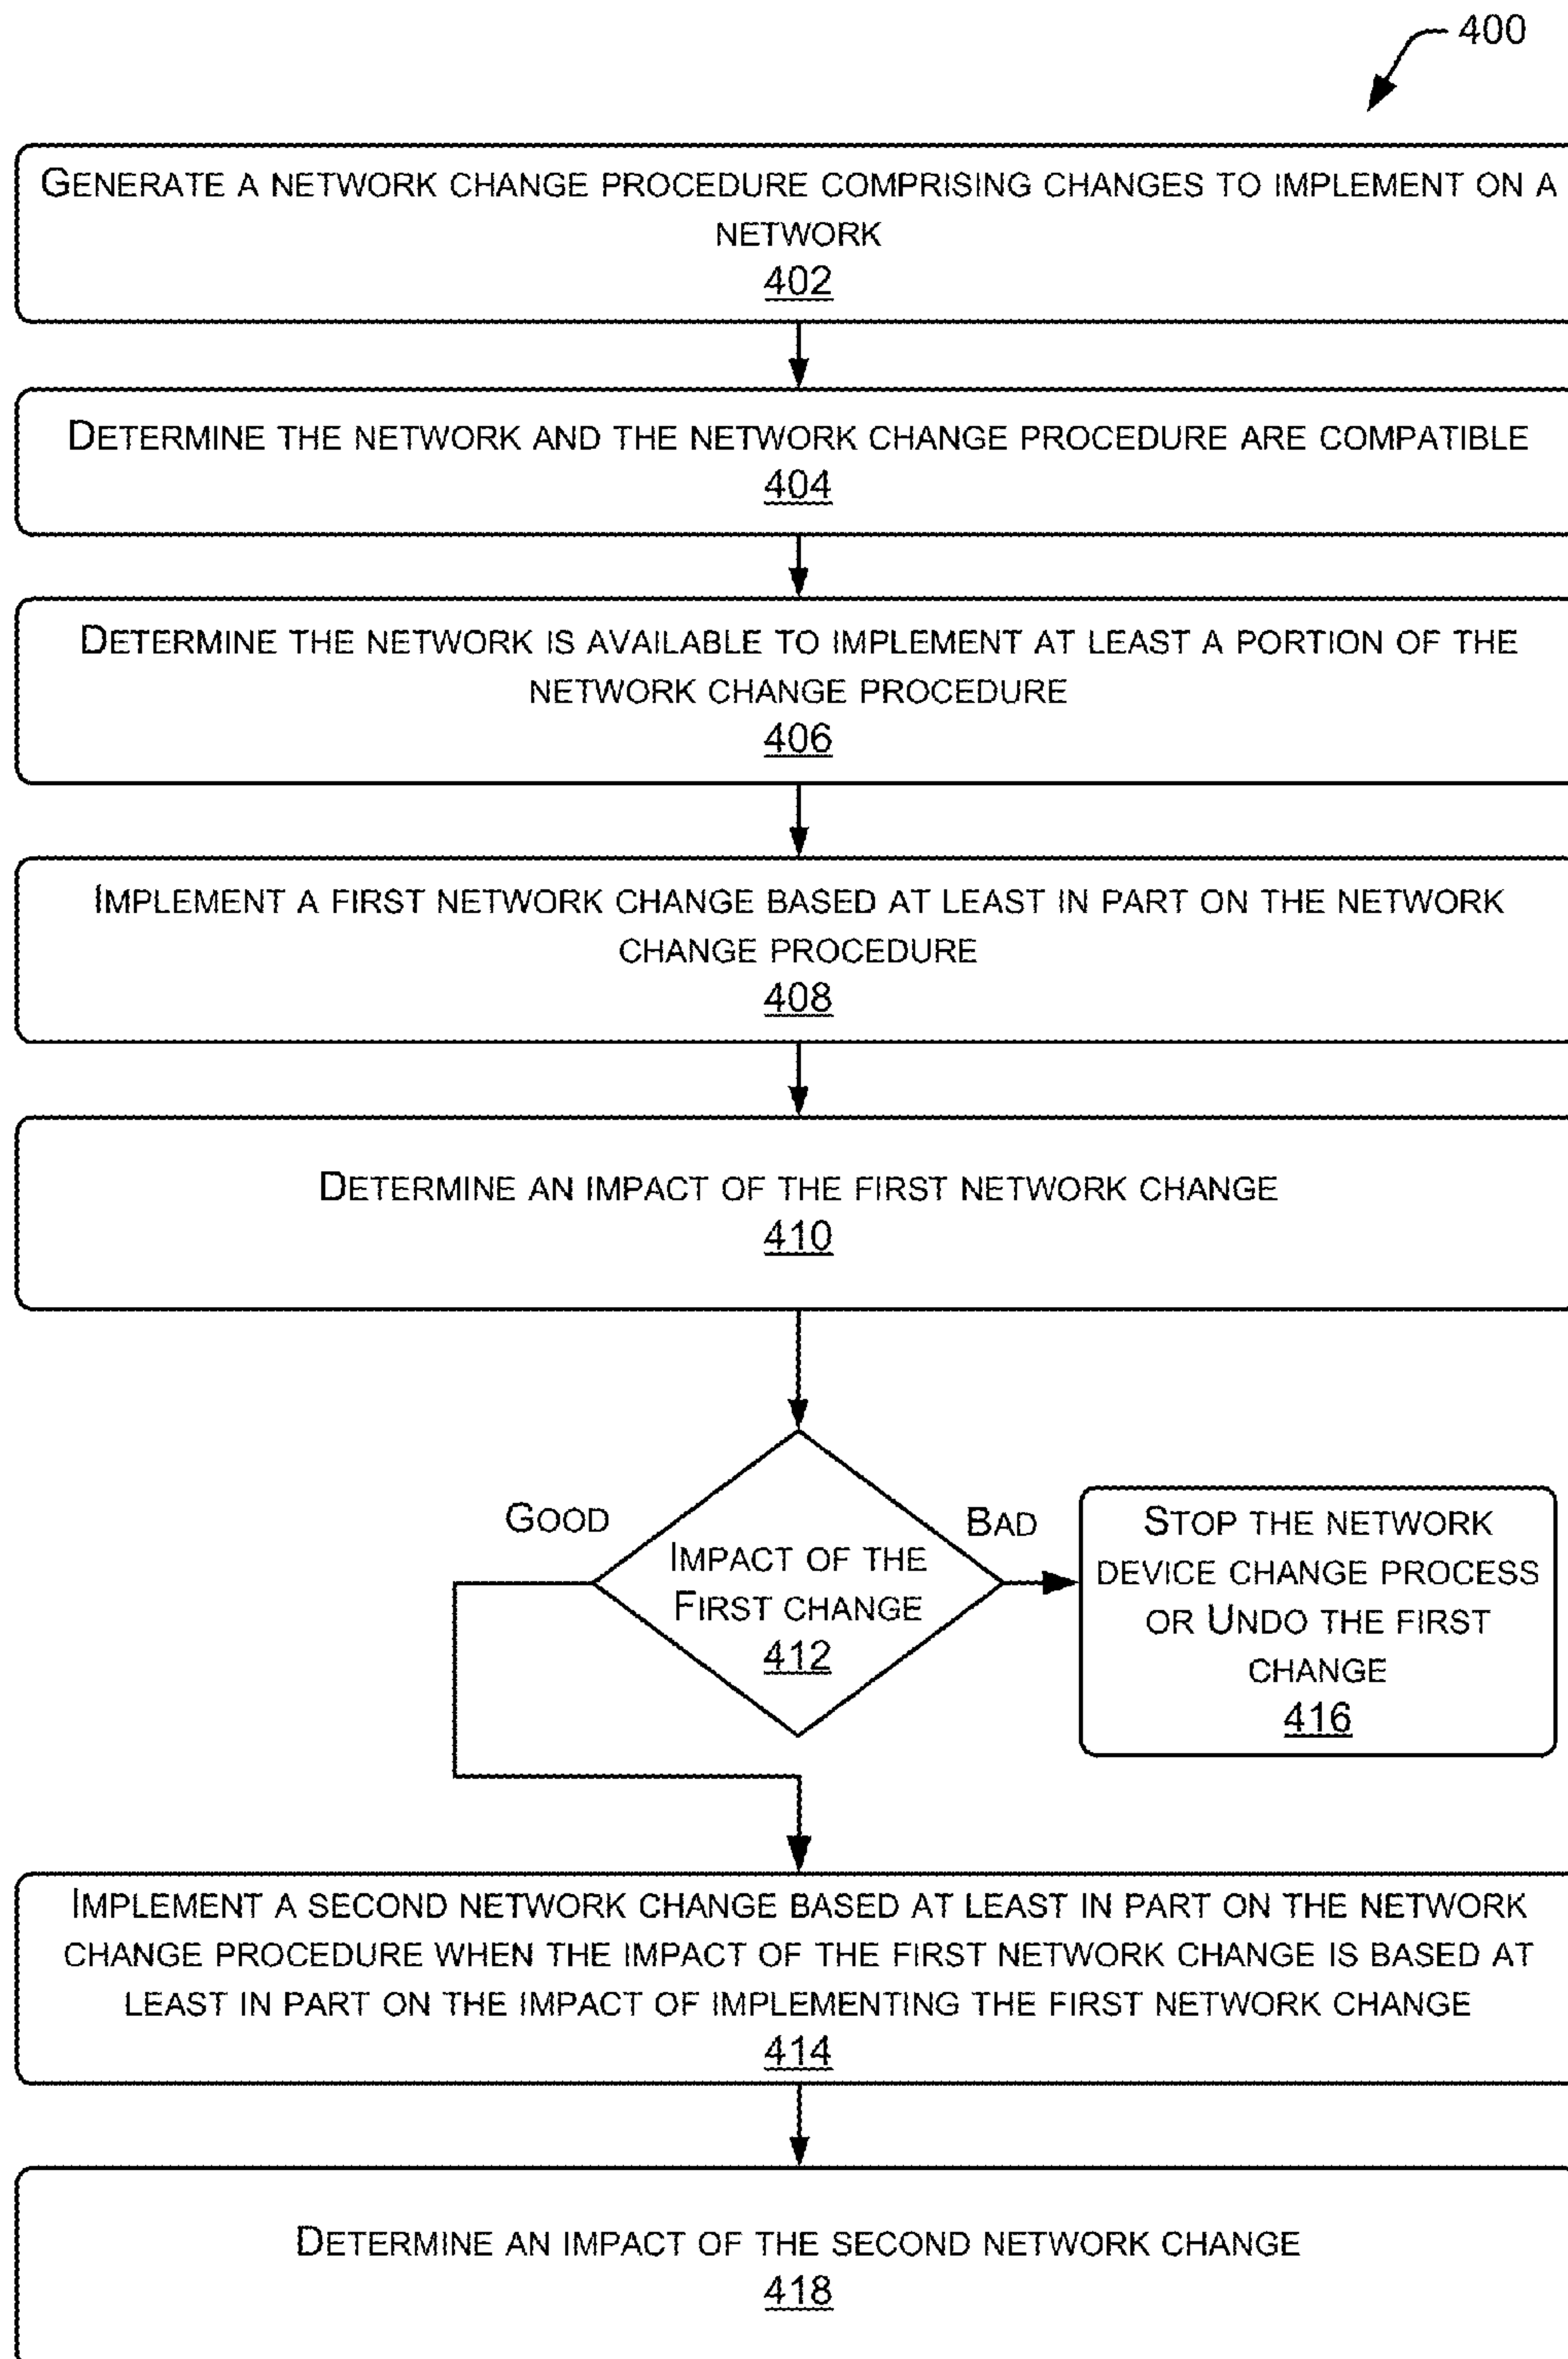 400
GENERATE A NETWORK CHANGE PROCEDURE COMPRISING CHANGES TO IMPLEMENT ON A
NETWORK
402
DETERMINE THE NETWORK AND THE NETWORK CHANGE PROCEDURE ARE COMPATIBLE
404
DETERMINE THE NETWORK IS AVAILABLE TO IMPLEMENT AT LEAST A PORTION OF THE
NETWORK CHANGE PROCEDURE
406
IMPLEMENT A FIRST NETWORK CHANGE BASED AT LEAST IN PART ON THE NETWORK
CHANGE PROCEDURE
408
DETERMINE AN IMPACT OF THE FIRST NETWORK CHANGE
410
GOOD
IMPACT OF THE
FIRST CHANGE
412
BAD
STOP THE NETWORK
DEVICE CHANGE PROCESS
OR UNDO THE FIRST
CHANGE
416
IMPLEMENT A SECOND NETWORK CHANGE BASED AT LEAST IN PART ON THE NETWORK
CHANGE PROCEDURE WHEN THE IMPACT OF THE FIRST NETWORK CHANGE IS BASED AT
LEAST IN PART ON THE IMPACT OF IMPLEMENTING THE FIRST NETWORK CHANGE
414
DETERMINE AN IMPACT OF THE SECOND NETWORK CHANGE
418